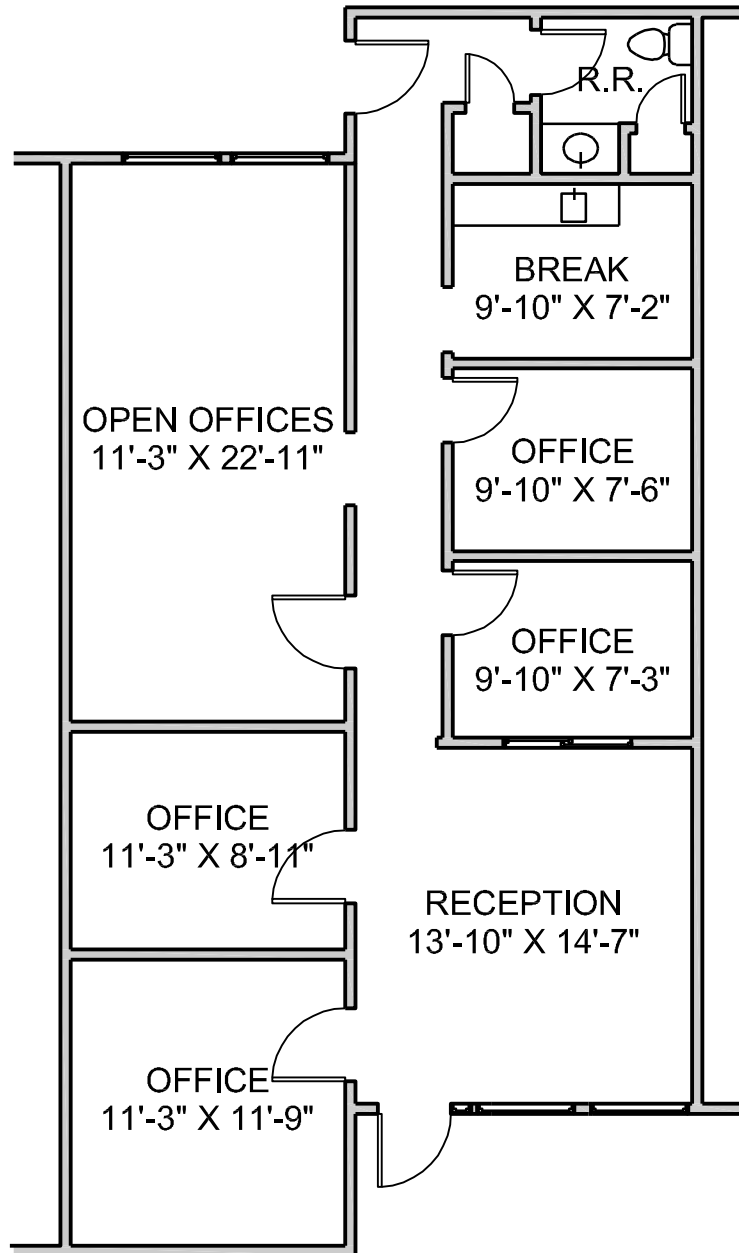 R.R.
BREAK
9'-10" X 7'-2"
OPEN OFFICES
11'-3" X 22'-11"
OFFICE
9'-10" X 7'-6"
OFFICE
9'-10" X 7'-3"
OFFICE
11'-3" X 8'-11"
RECEPTION
13'-10" X 14'-7"
OFFICE
11'-3" X 11'-9"